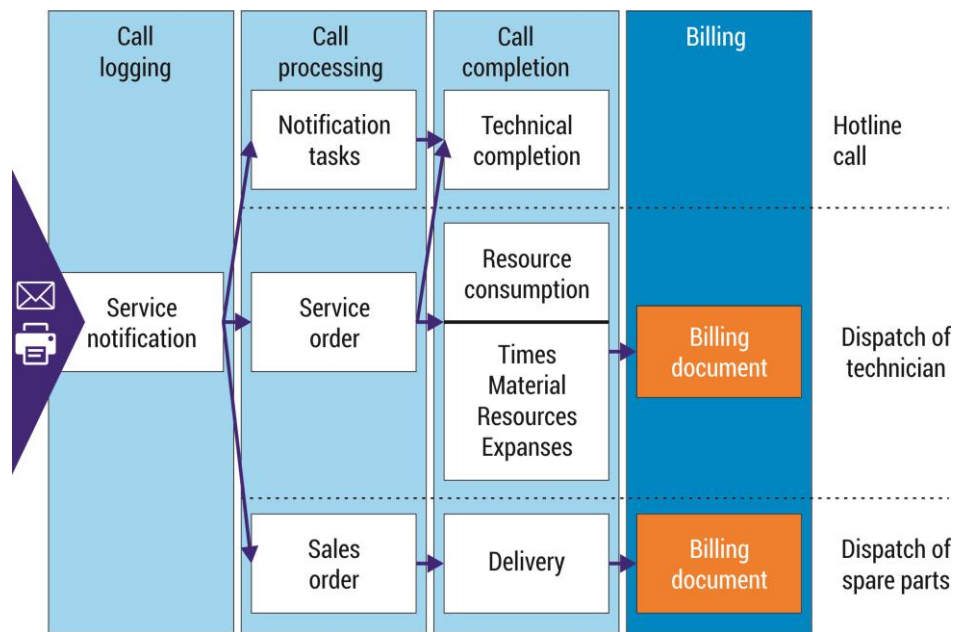 Call
logging
Call
processing
Call
completion
Billing
Notification
tasks
Technical
completion
Hotline
call
Service
notification
Service
order
Resource
consumption
Times
Material
Resources
Expanses
Billing
document
Dispatch of
technician
Sales
order
Delivery
Billing
document
Dispatch of
spare parts